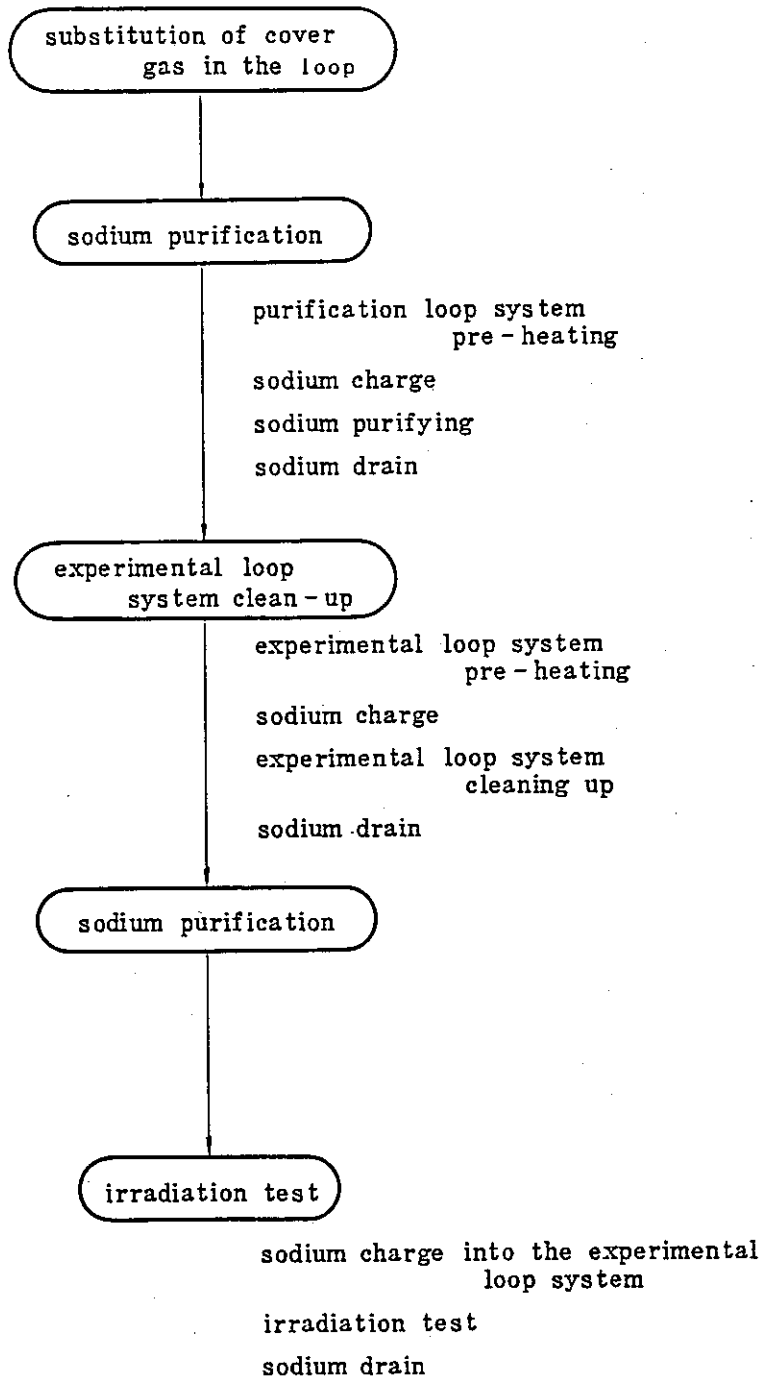 substitution of cover
gas in the loop
sodium purification
purification loop system
pre-heating
sodium charge
sodium purifying
sodium drain
experimental loop
system clean-up
experimental loop system
pre-heating
sodium charge
experimental loop system
cleaning up
sodium drain
sodium purification
irradiation test
sodium charge into the experimental
loop system
irradiation test
sodium drain